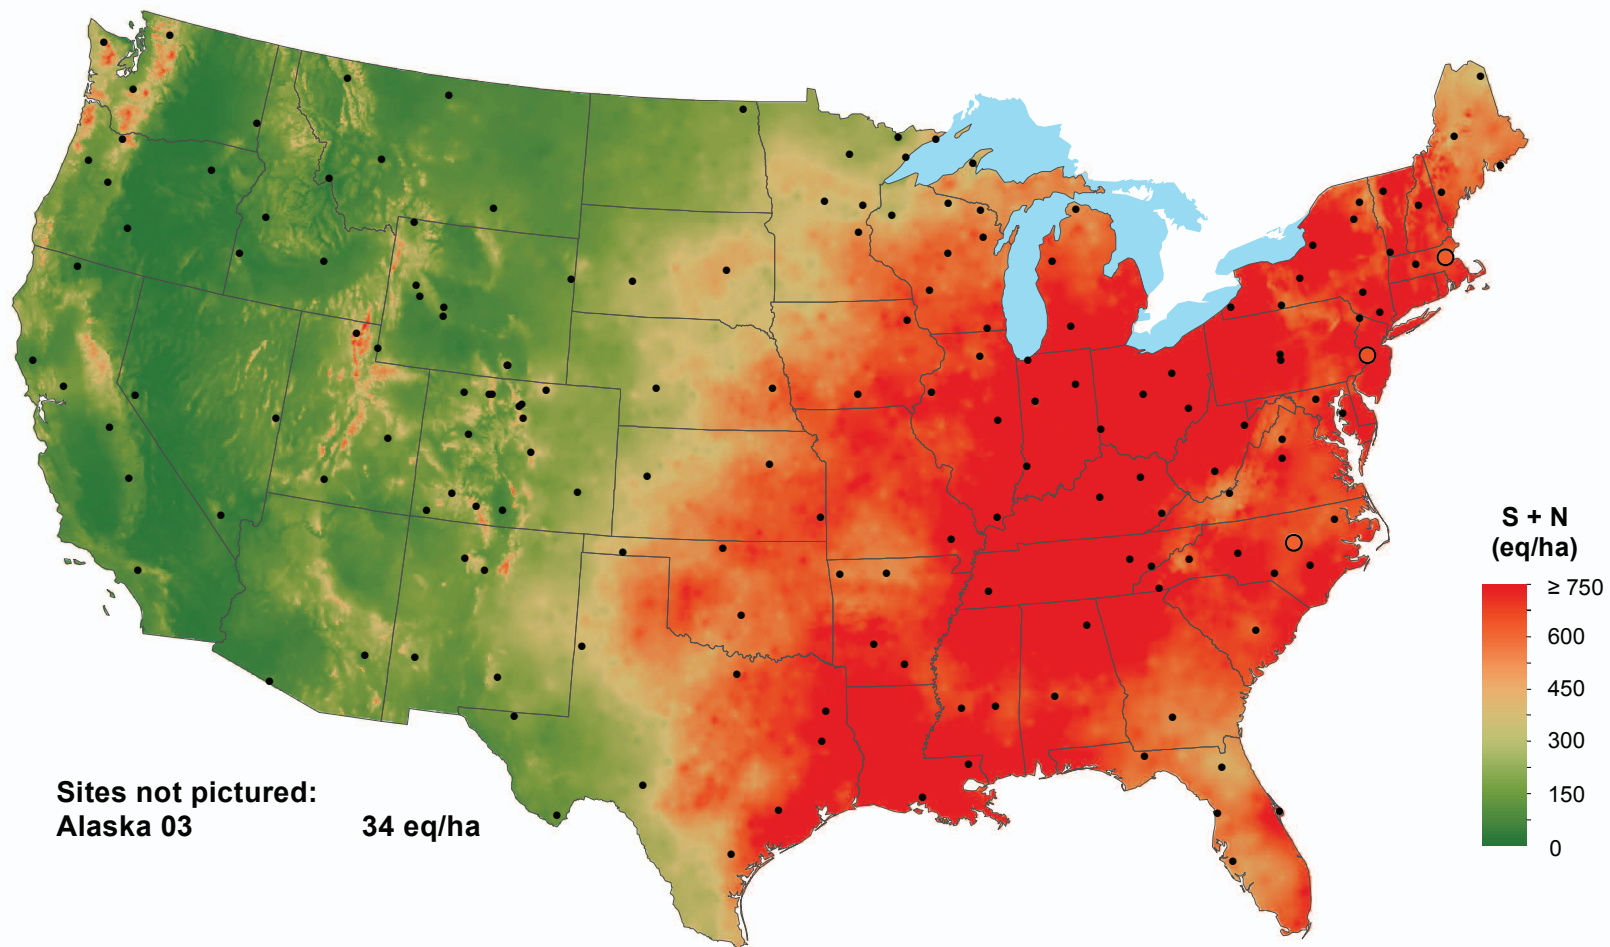 S + N
(eq/ha)
≥ 750
600
450
300
150
0
Sites not pictured:
Alaska 03 34 eq/ha